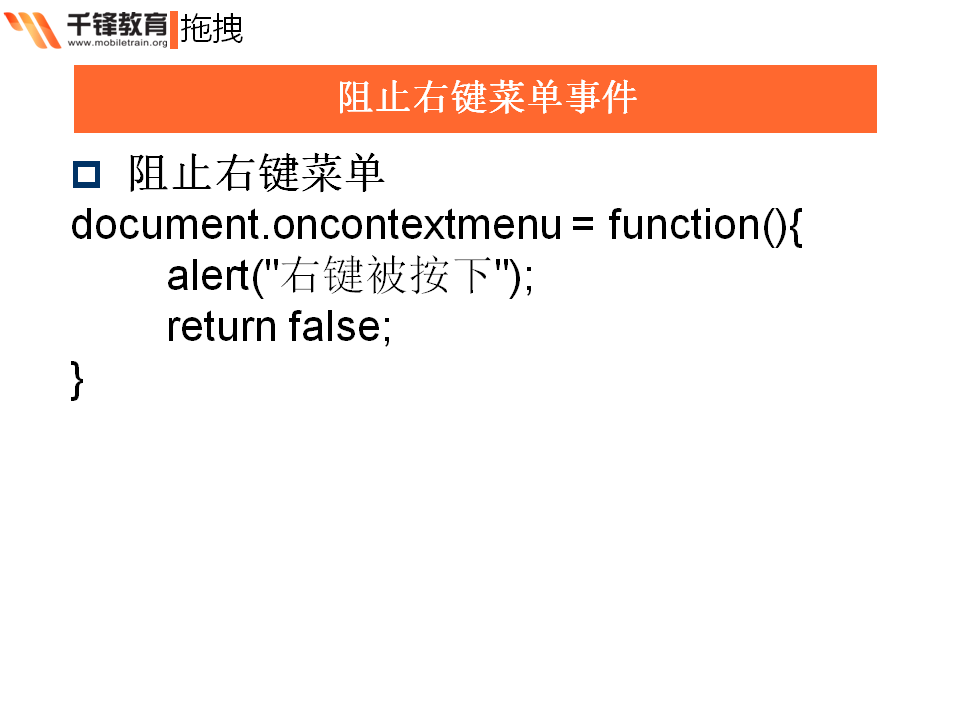 千锋教育 拖拽
www.mobiletrain.org
阻止右键菜单事件
阻止右键菜单
document.oncontextmenu = function(){
alert("右键被按下");
return false;
}